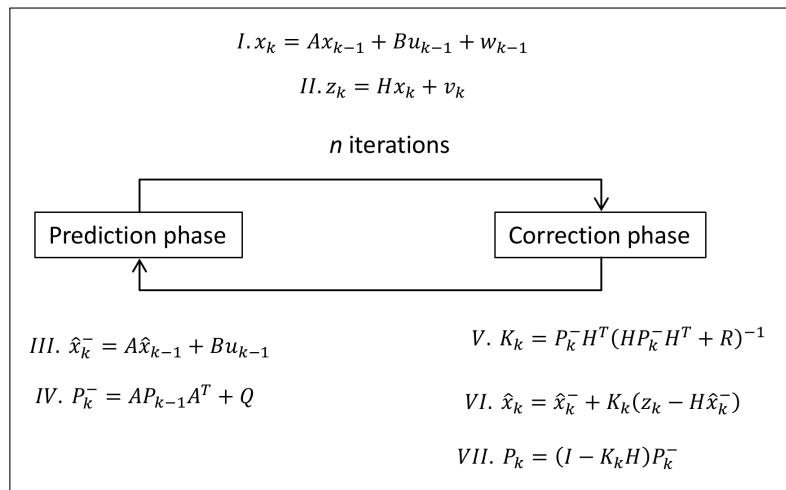 I. x_k = Ax_{k-1} + Bu_{k-1} + w_{k-1}
II. z_k = Hx_k + v_k
n iterations
Prediction phase
Correction phase
III. x̂_k^- = Ax̂_{k-1} + Bu_{k-1}
IV. P_k^- = AP_{k-1}A^T + Q
V. K_k = P_k^-H^T(HP_k^-H^T + R)^{-1}
VI. x̂_k = x̂_k^- + K_k(z_k - Hx̂_k^-)
VII. P_k = (I - K_kH)P_k^-